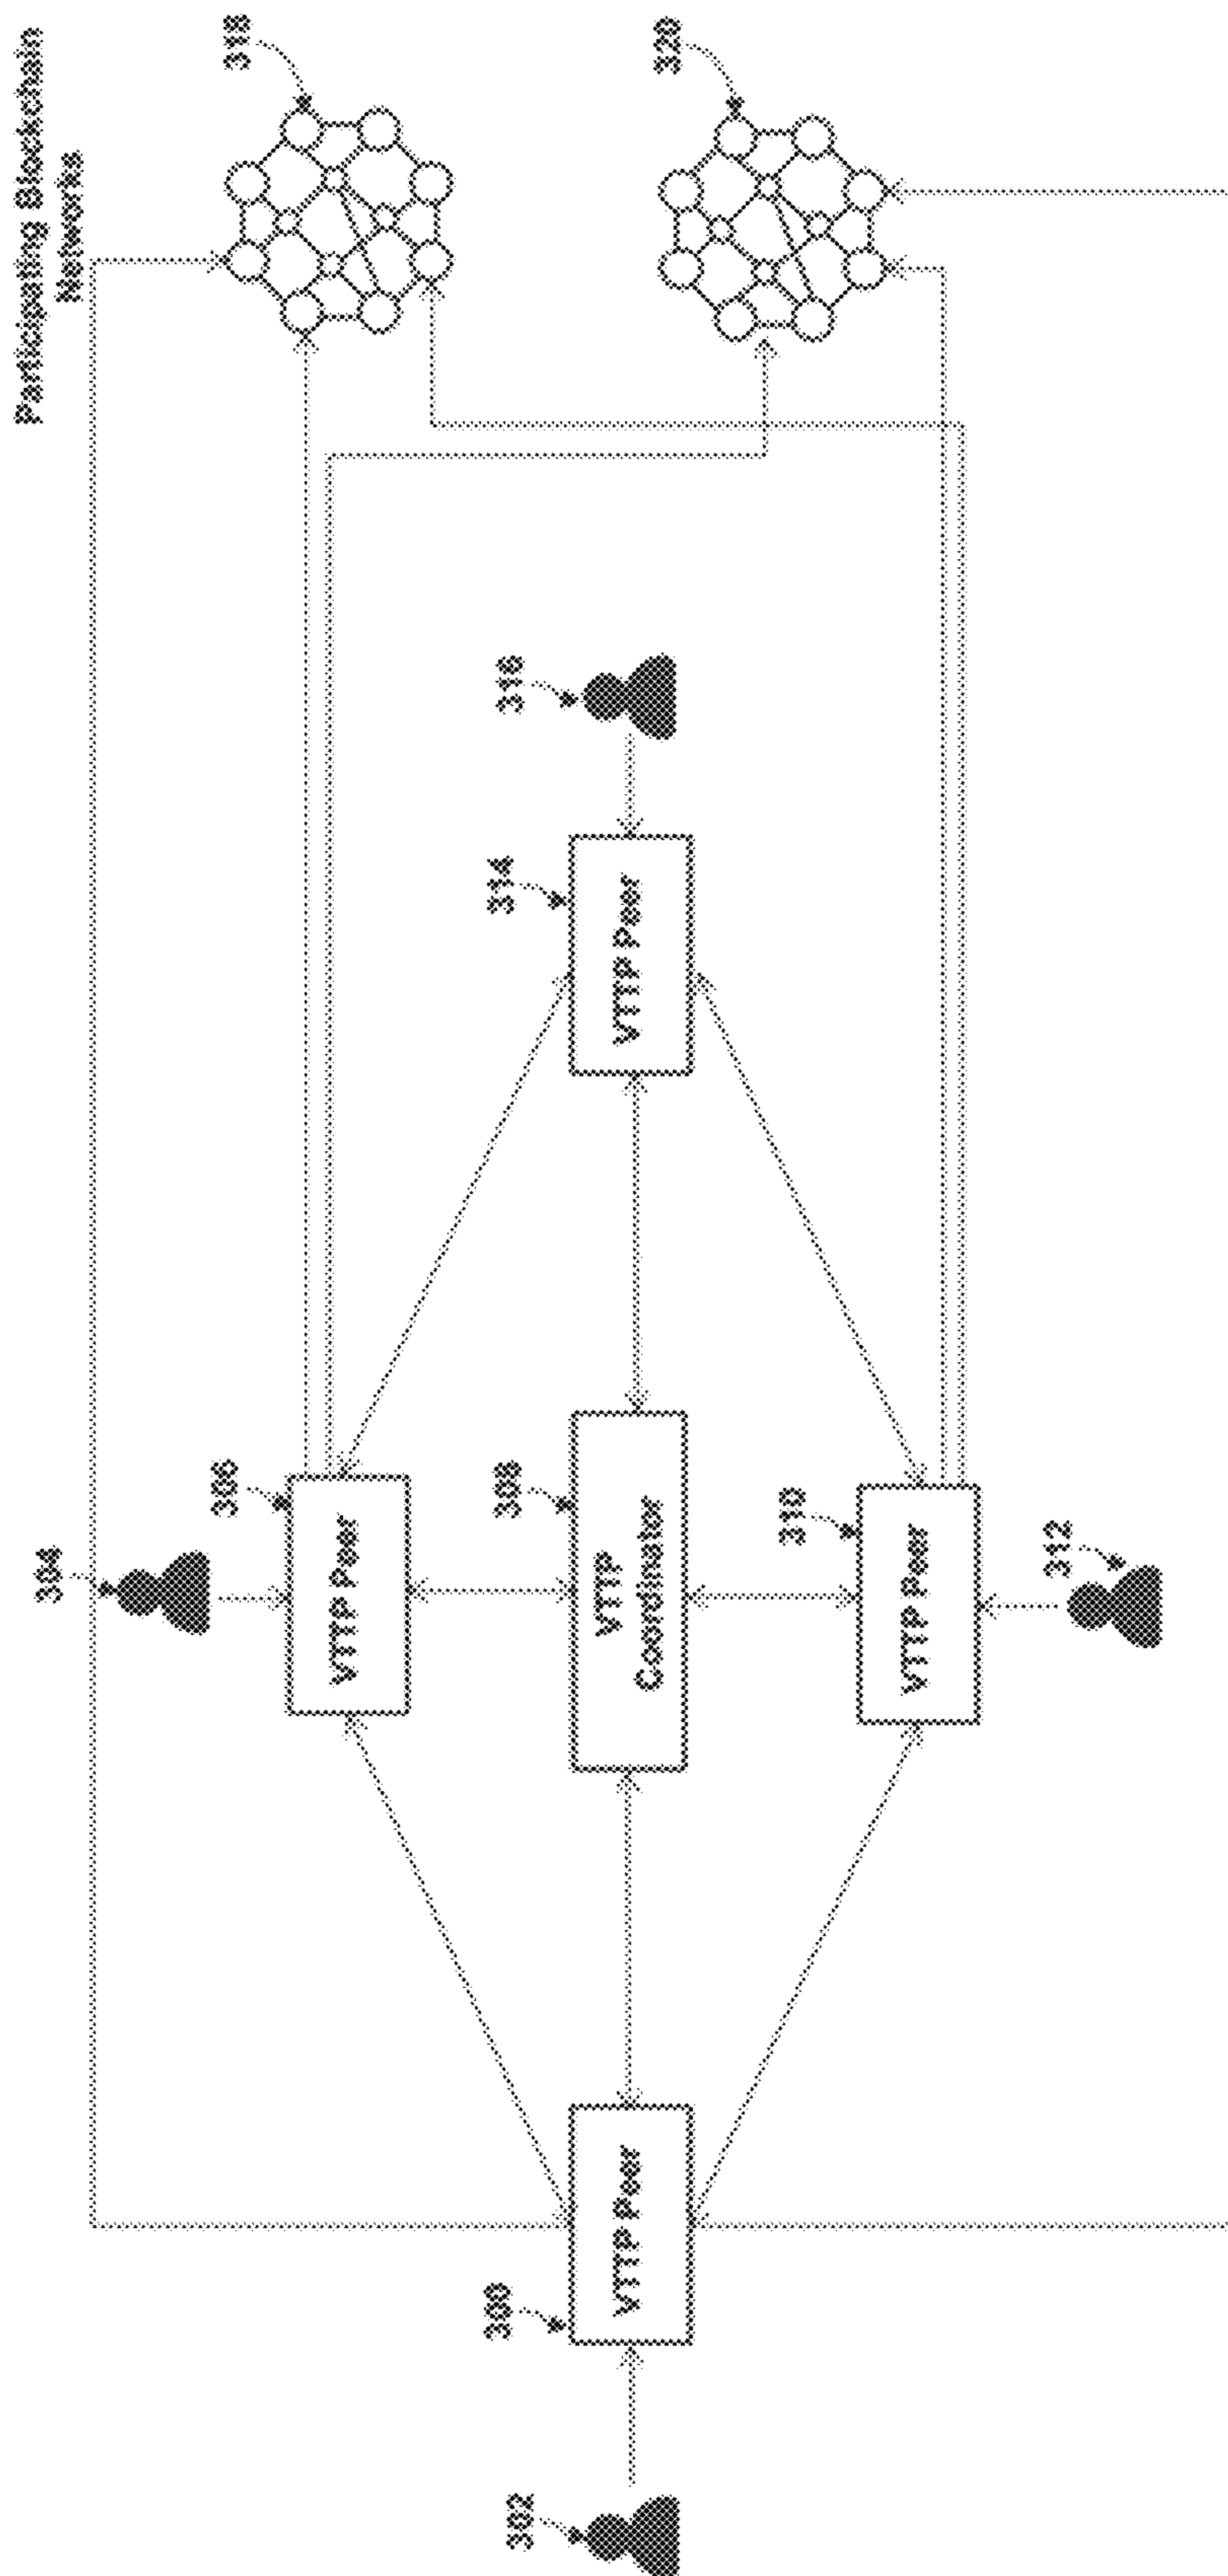 Participating Blockchain
Networks
304
306
318
VTTP Peer
302
300
308
314
316
VTTP Peer
VTTP
Coordinator
VTTP Peer
320
310
VTTP Peer
312